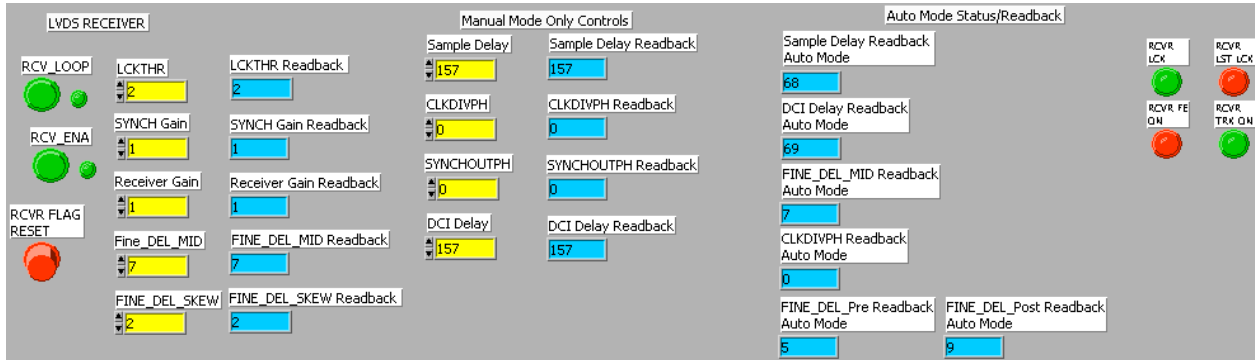 LVDS RECEIVER
RCV_LOOP
RCV_ENA
RCVR FLAG
RESET
LCKTHR
2
LCKTHR Readback
2
SYNCH Gain
1
SYNCH Gain Readback
1
Receiver Gain
1
Receiver Gain Readback
1
Fine_DEL_MID
7
FINE_DEL_MID Readback
7
FINE_DEL_SKEW
2
FINE_DEL_SKEW Readback
2
Manual Mode Only Controls
Sample Delay
157
Sample Delay Readback
157
CLKDIVPH
0
CLKDIVPH Readback
0
SYNCHOUTPH
0
SYNCHOUTPH Readback
0
DCI Delay
157
DCI Delay Readback
157
Auto Mode Status/Readback
Sample Delay Readback
Auto Mode
68
DCI Delay Readback
Auto Mode
69
FINE_DEL_MID Readback
Auto Mode
7
CLKDIVPH Readback
Auto Mode
0
FINE_DEL_Pre Readback
Auto Mode
5
FINE_DEL_Post Readback
Auto Mode
9
RCVR
LCK
RCVR
LST LCK
RCVR FE
ON
RCVR
TRK ON